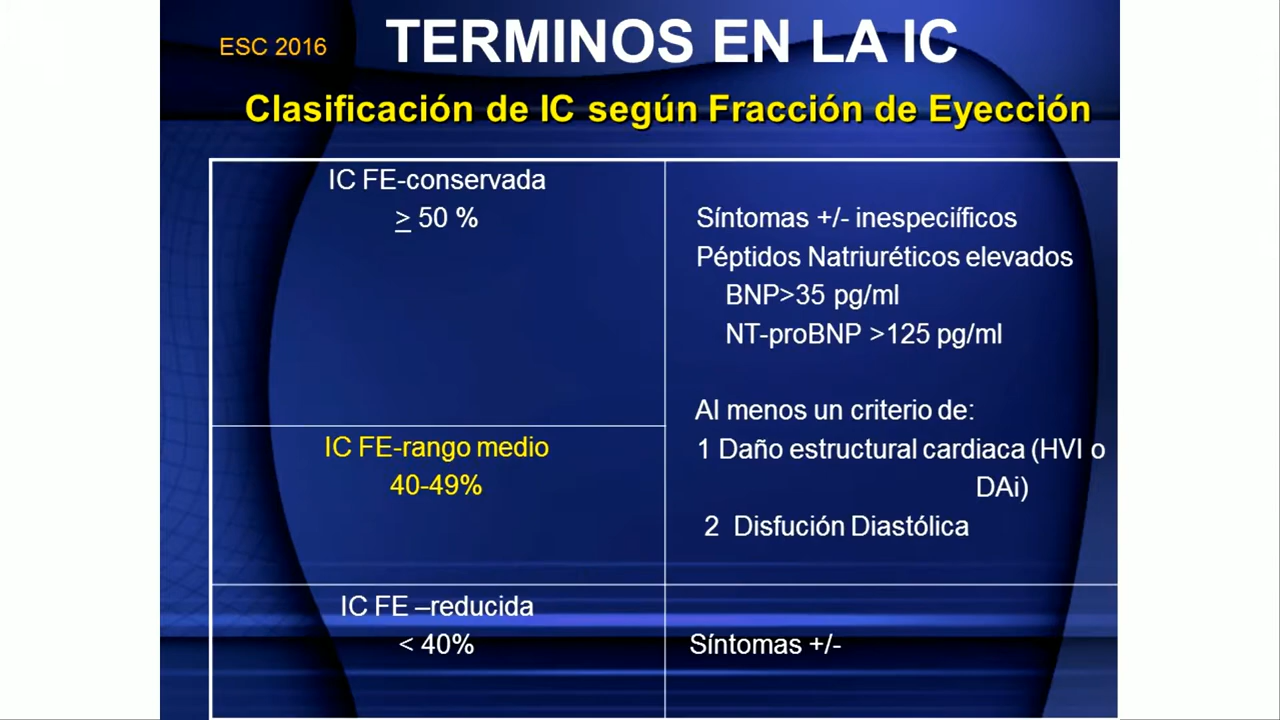 ESC 2016
TERMINOS EN LA IC
Clasificación de IC según Fracción de Eyección
IC FE-conservada
≥ 50 %
Síntomas +/- inespeciíficos
Péptidos Natriuréticos elevados
BNP>35 pg/ml
NT-proBNP >125 pg/ml
Al menos un criterio de:
1 Daño estructural cardiaca (HVI o
DAi)
2 Disfución Diastólica
IC FE-rango medio
40-49%
IC FE –reducida
< 40%
Síntomas +/-